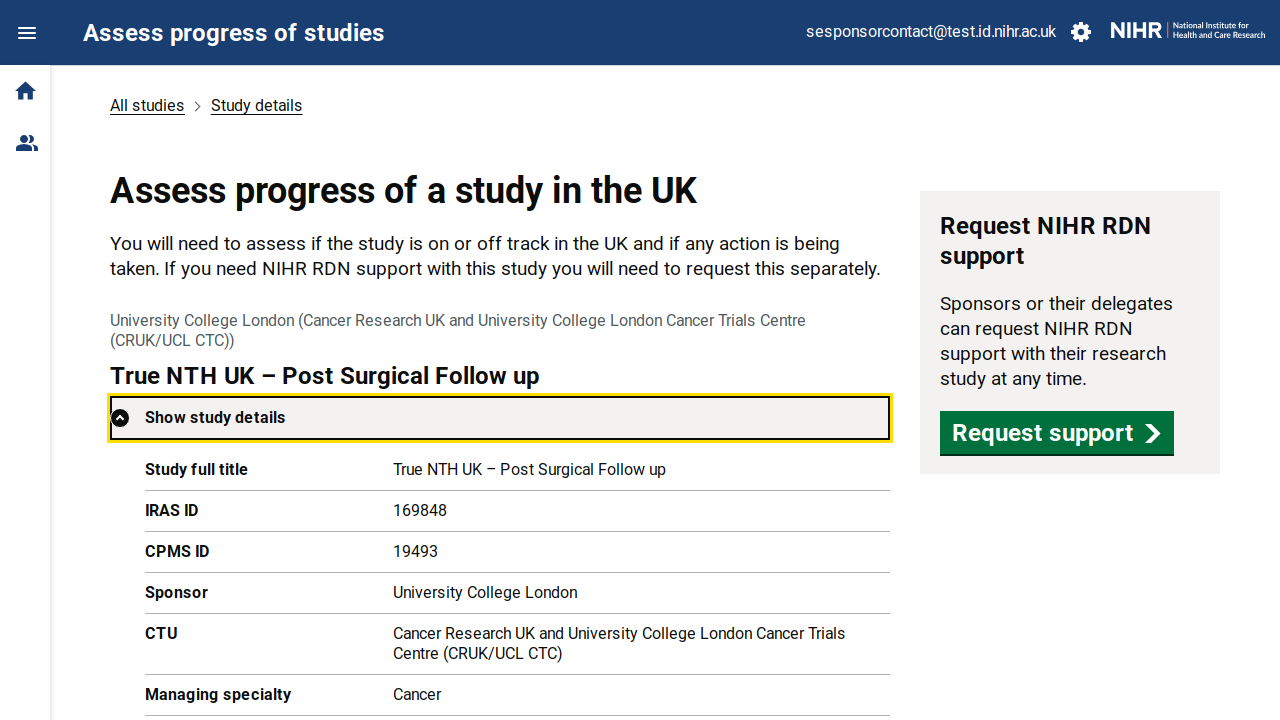 Assess progress of studies
sesponsorcontact@test.id.nihr.ac.uk
NIHR
National Institute for
Health and Care Research
All studies
Study details
Assess progress of a study in the UK
You will need to assess if the study is on or off track in the UK and if any action is being
taken. If you need NIHR RDN support with this study you will need to request this separately.
University College London (Cancer Research UK and University College London Cancer Trials Centre
(CRUK/UCL CTC))
True NTH UK – Post Surgical Follow up
Show study details
Study full title
True NTH UK – Post Surgical Follow up
IRAS ID
169848
CPMS ID
19493
Sponsor
University College London
CTU
Cancer Research UK and University College London Cancer Trials
Centre (CRUK/UCL CTC)
Managing specialty
Cancer
Request NIHR RDN
support
Sponsors or their delegates
can request NIHR RDN
support with their research
study at any time.
Request support